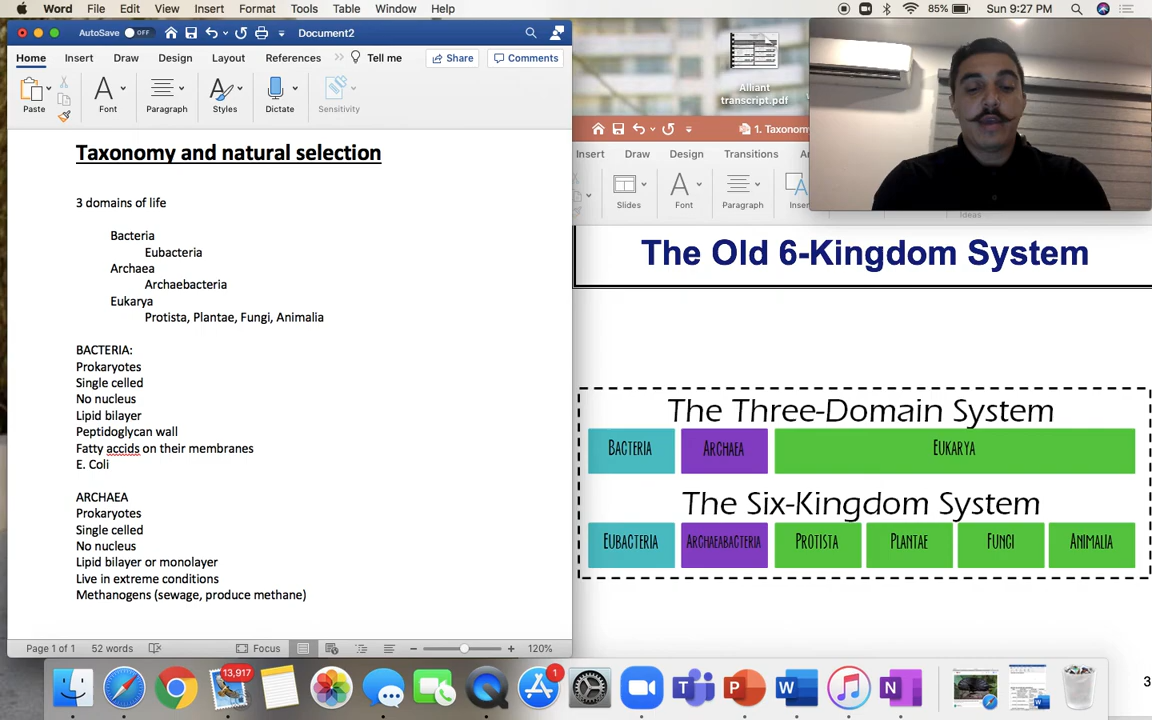 Word File Edit View Insert Format Tools Table Window Help 85% Sun 9:27 PM
AutoSave OFF Document2
Home Insert Draw Design Layout References Tell me Share Comments
Paste Font Paragraph Styles Dictate Sensitivity
Taxonomy and natural selection
3 domains of life
Bacteria
Eubacteria
Archaea
Archaebacteria
Eukarya
Protista, Plantae, Fungi, Animalia
BACTERIA:
Prokaryotes
Single celled
No nucleus
Lipid bilayer
Peptidoglycan wall
Fatty accids on their membranes
E. Coli
ARCHAEA
Prokaryotes
Single celled
No nucleus
Lipid bilayer or monolayer
Live in extreme conditions
Methanogens (sewage, produce methane)
Page 1 of 1 52 words Focus 120%
Alliant
transcript.pdf
1. Taxonomy
Insert Draw Design Transitions
Slides Font Paragraph
Ideas
The Old 6-Kingdom System
The Three-Domain System
BACTERIA ARCHAEA EUKARYA
The Six-Kingdom System
EUBACTERIA ARCHAEABACTERIA PROTISTA PLANTAE FUNGI ANIMALIA
3
13,917
1